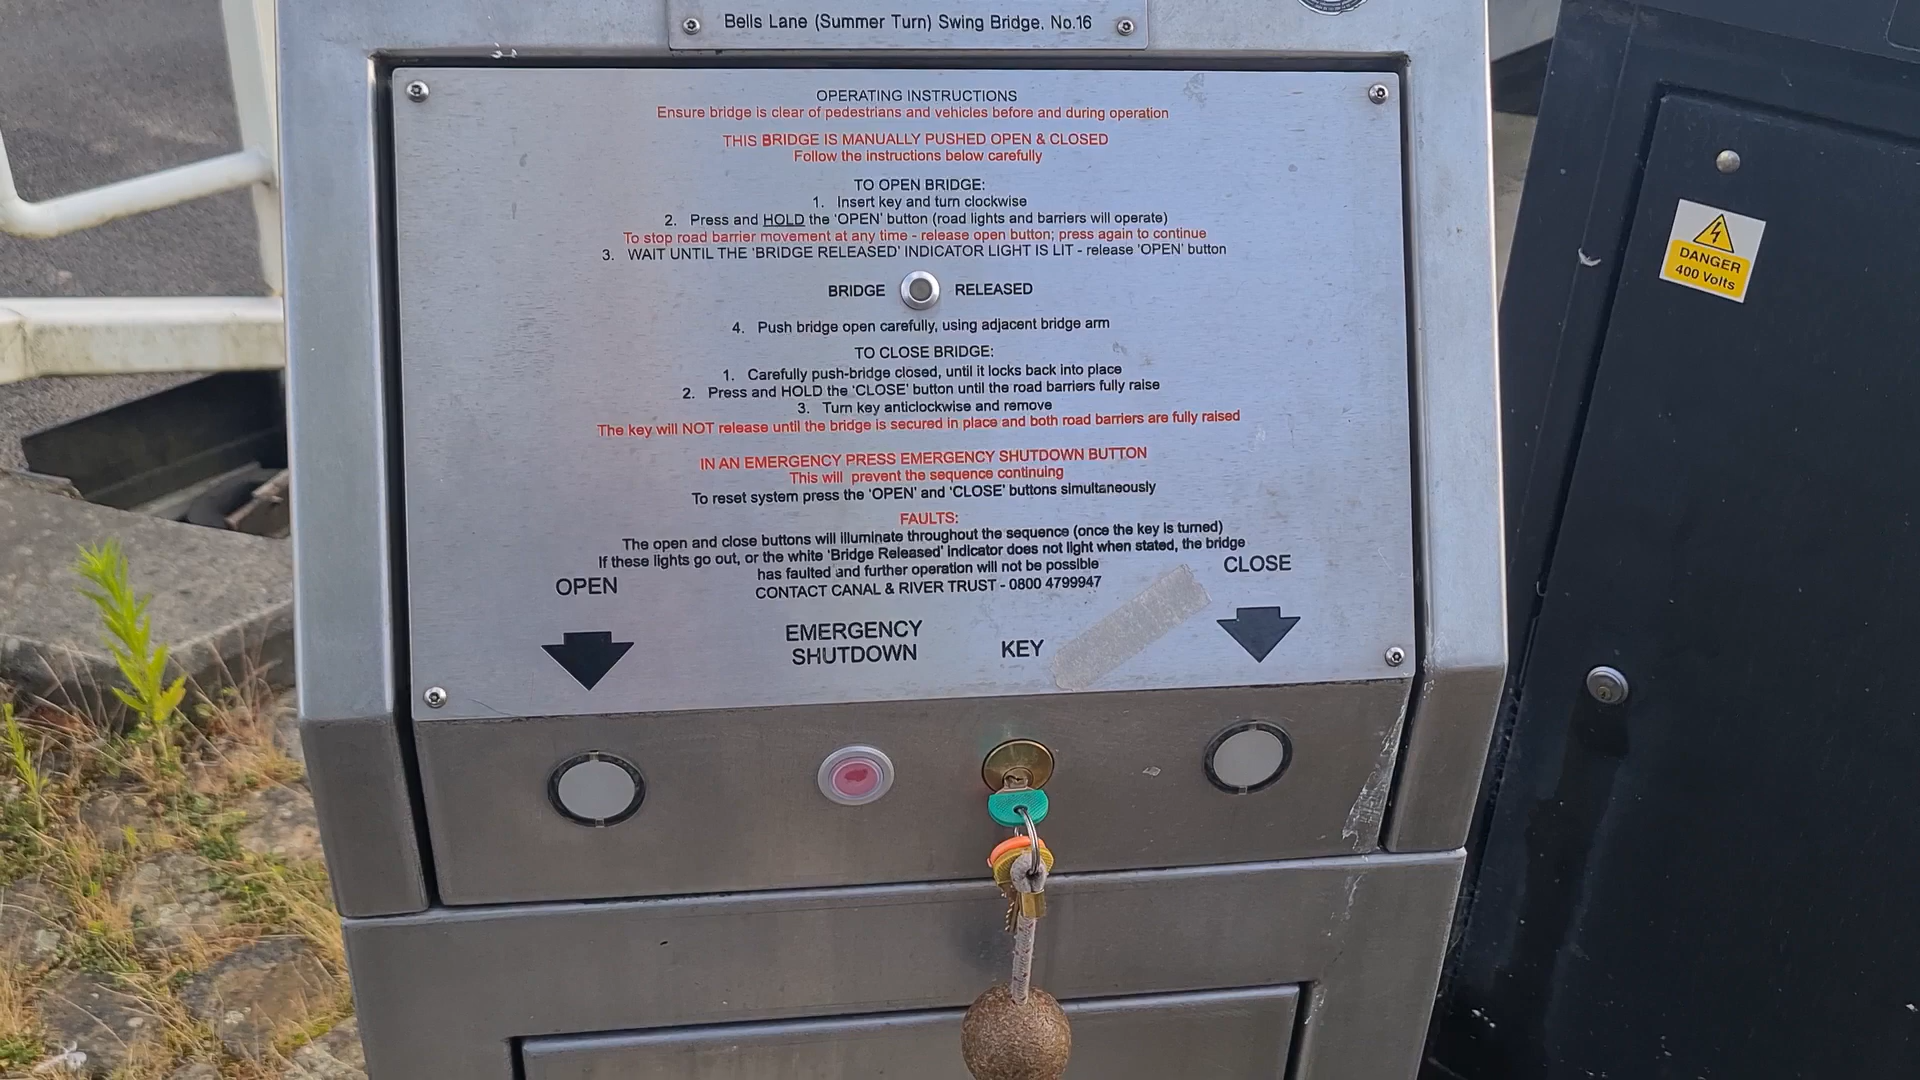 Bells Lane (Summer Turn) Swing Bridge. No.16
OPERATING INSTRUCTIONS
Ensure bridge is clear of pedestrians and vehicles before and during operation
THIS BRIDGE IS MANUALLY PUSHED OPEN & CLOSED
Follow the instructions below carefully
TO OPEN BRIDGE:
1. Insert key and turn clockwise
2. Press and HOLD the 'OPEN' button (road lights and barriers will operate)
To stop road barrier movement at any time - release open button; press again to continue
3. WAIT UNTIL THE 'BRIDGE RELEASED' INDICATOR LIGHT IS LIT - release 'OPEN' button
BRIDGE RELEASED
4. Push bridge open carefully, using adjacent bridge arm
TO CLOSE BRIDGE:
1. Carefully push-bridge closed, until it locks back into place
2. Press and HOLD the 'CLOSE' button until the road barriers fully raise
3. Turn key anticlockwise and remove
The key will NOT release until the bridge is secured in place and both road barriers are fully raised
IN AN EMERGENCY PRESS EMERGENCY SHUTDOWN BUTTON
This will prevent the sequence continuing
To reset system press the 'OPEN' and 'CLOSE' buttons simultaneously
FAULTS:
The open and close buttons will illuminate throughout the sequence (once the key is turned)
If these lights go out, or the white 'Bridge Released' indicator does not light when stated, the bridge
has faulted and further operation will not be possible
CONTACT CANAL & RIVER TRUST - 0800 4799947
OPEN
EMERGENCY
SHUTDOWN
KEY
CLOSE
DANGER
400 Volts